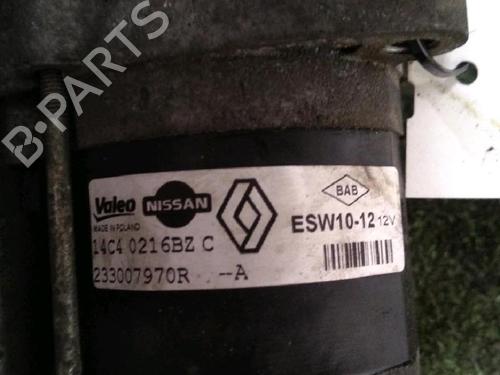 B-PARTS
Valeo NISSAN BAB
MADE IN POLAND
ESW10-12 12V
14C4 0216BZ C
233007970R --A